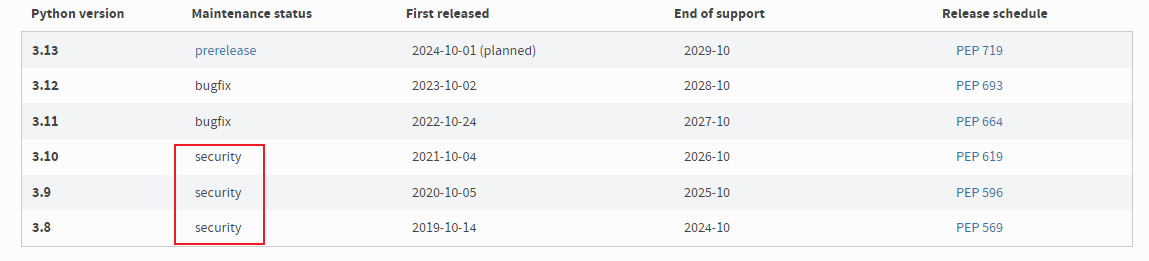 Python version Maintenance status First released End of support Release schedule
3.13 prerelease 2024-10-01 (planned) 2029-10 PEP 719
3.12 bugfix 2023-10-02 2028-10 PEP 693
3.11 bugfix 2022-10-24 2027-10 PEP 664
3.10 security 2021-10-04 2026-10 PEP 619
3.9 security 2020-10-05 2025-10 PEP 596
3.8 security 2019-10-14 2024-10 PEP 569